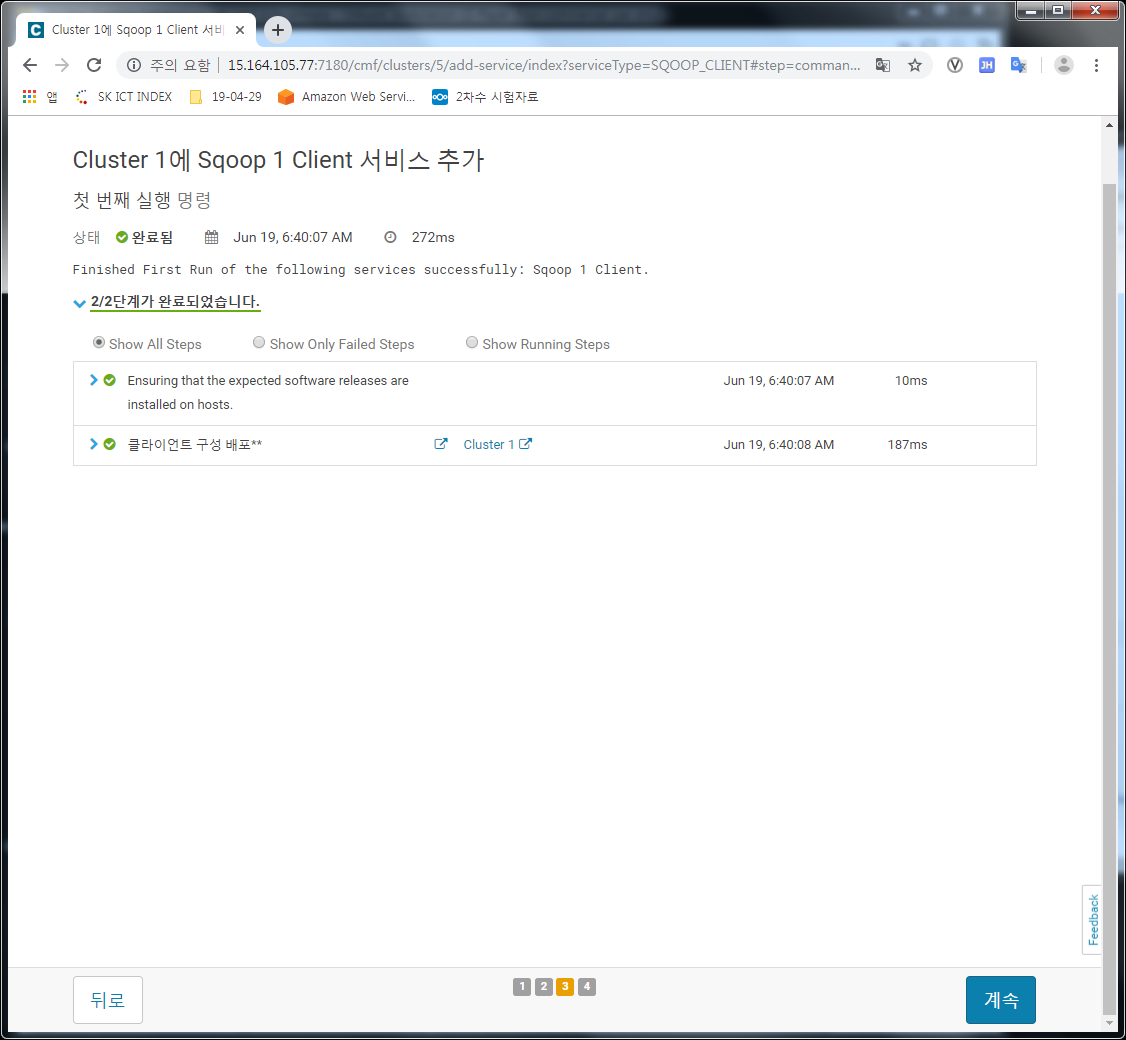 Cluster 1에 Sqoop 1 Client 서비
주의 요함 15.164.105.77:7180/cmf/clusters/5/add-service/index?serviceType=SQOOP_CLIENT#step=comman...
앱 SK ICT INDEX 19-04-29 Amazon Web Servi... 2차수 시험자료
Cluster 1에 Sqoop 1 Client 서비스 추가
첫 번째 실행 명령
상태 완료됨 Jun 19, 6:40:07 AM 272ms
Finished First Run of the following services successfully: Sqoop 1 Client.
2/2단계가 완료되었습니다.
Show All Steps Show Only Failed Steps Show Running Steps
Ensuring that the expected software releases are Jun 19, 6:40:07 AM 10ms
installed on hosts.
클라이언트 구성 배포** Cluster 1 Jun 19, 6:40:08 AM 187ms
Feedback
뒤로 1 2 3 4 계속